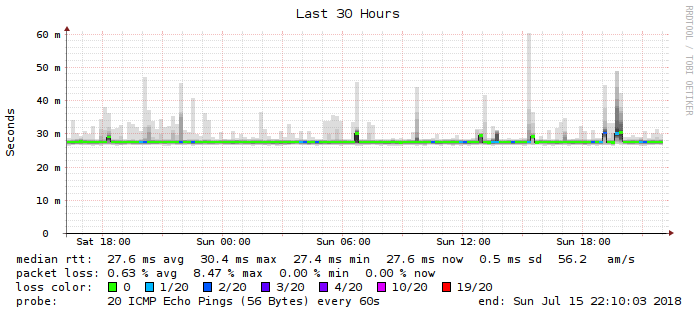 Last 30 Hours
RRDTOOL / TOBI OETIKER
Seconds
60 m
50 m
40 m
30 m
20 m
10 m
0
Sat 18:00 Sun 00:00 Sun 06:00 Sun 12:00 Sun 18:00
median rtt: 27.6 ms avg 30.4 ms max 27.4 ms min 27.6 ms now 0.5 ms sd 56.2 am/s
packet loss: 0.63 % avg 8.47 % max 0.00 % min 0.00 % now
loss color: 0 1/20 2/20 3/20 4/20 10/20 19/20
probe: 20 ICMP Echo Pings (56 Bytes) every 60s end: Sun Jul 15 22:10:03 2018